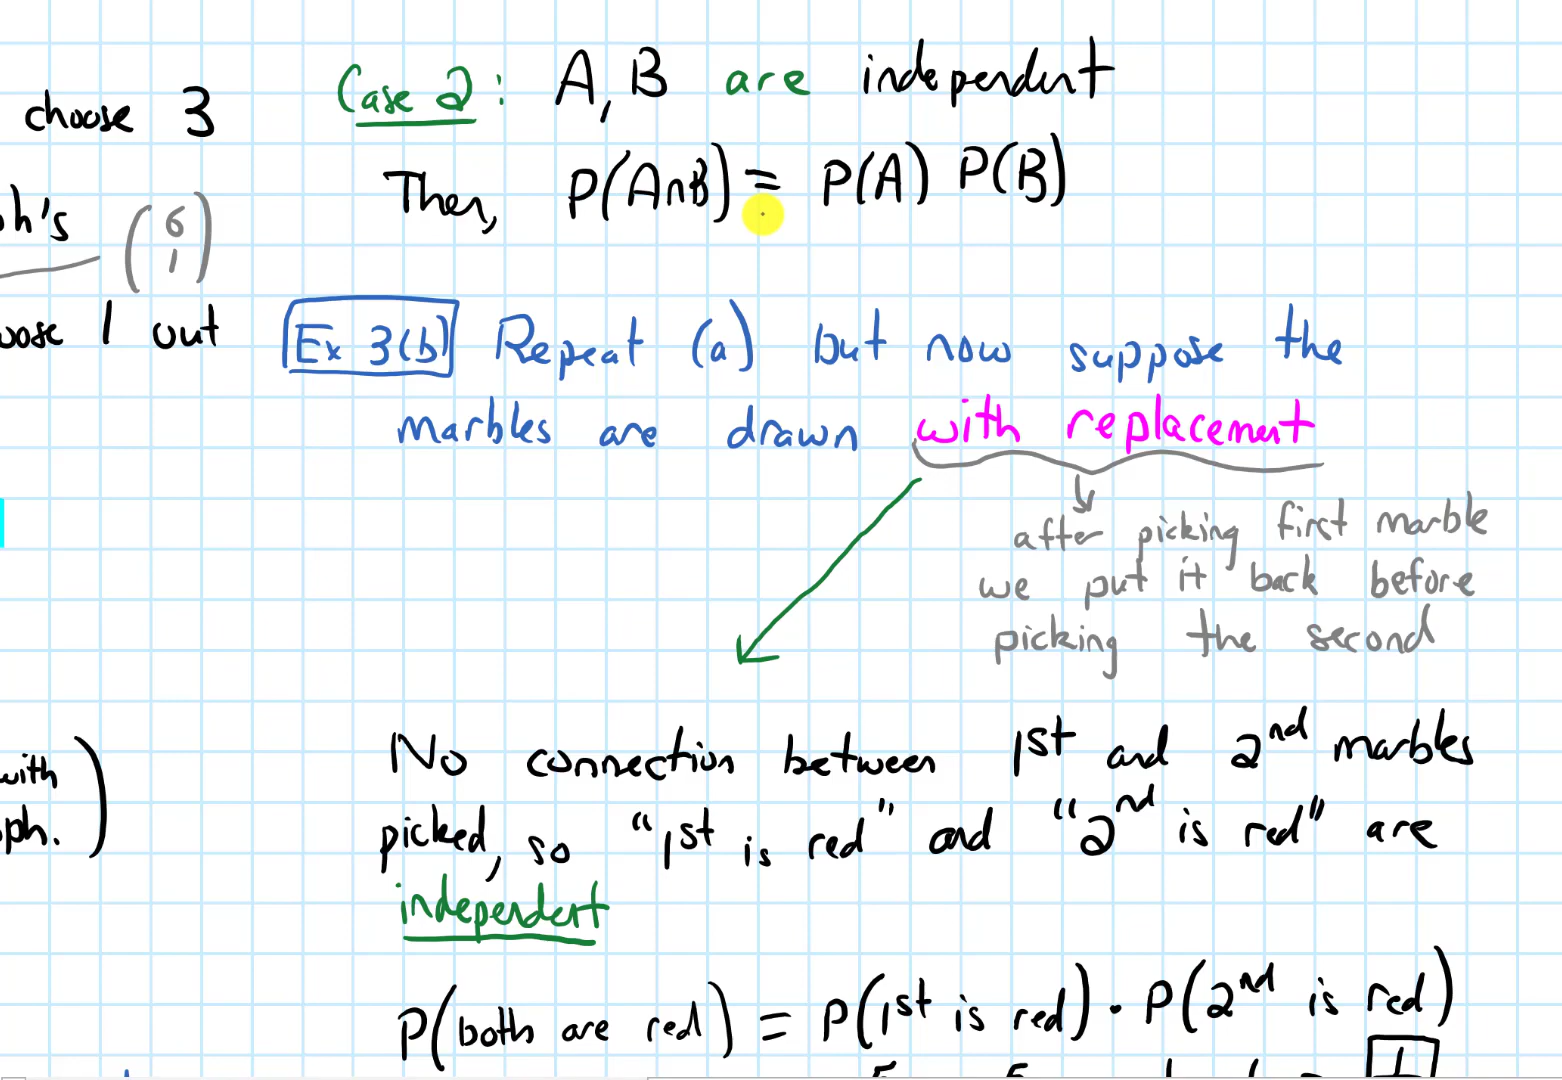 choose 3
Case 2: A, B are independent
Then, P(A∩B) = P(A) P(B)
(6
1)
1 out
Ex 3(b) Repeat (a) but now suppose the
marbles are drawn with replacement
after picking first marble
we put it back before
picking the second
with
ph.)
No connection between 1st and 2nd marbles
picked, so "1st is red" and "2nd is red" are
independent
P(both are red) = P(1st is red) · P(2nd is red)